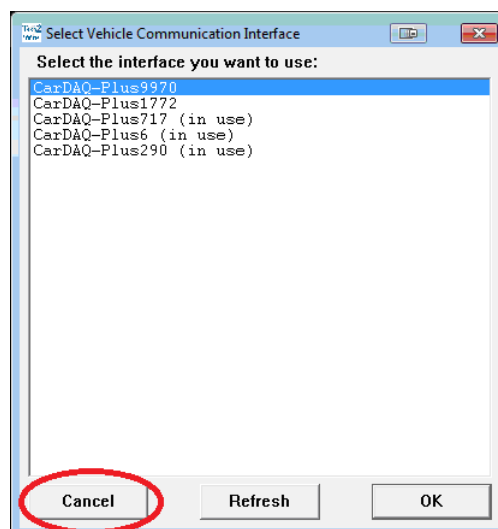 Select Vehicle Communication Interface
Select the interface you want to use:
CarDAQ-Plus9970
CarDAQ-Plus1772
CarDAQ-Plus717 (in use)
CarDAQ-Plus6 (in use)
CarDAQ-Plus290 (in use)
Cancel Refresh OK